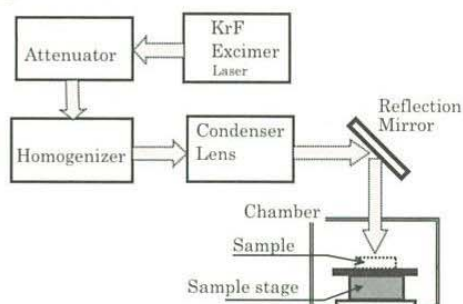 KrF
Excimer
Laser
Attenuator
Homogenizer
Condenser
Lens
Reflection
Mirror
Chamber
Sample
Sample stage